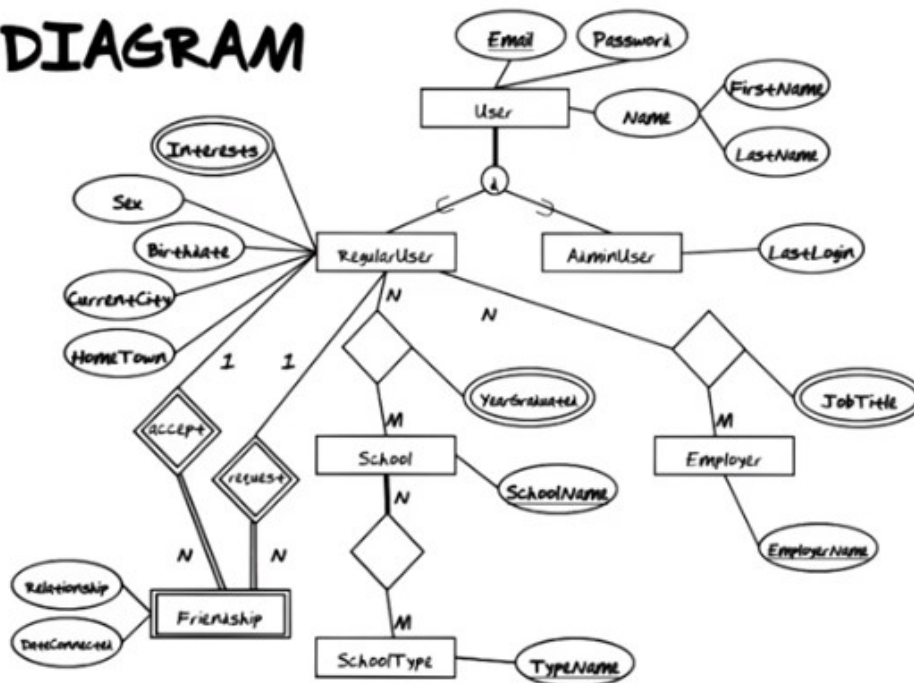 DIAGRAM
Email
Password
User
Name
FirstName
LastName
d
Interests
Sex
Birthdate
CurrentCity
HomeTown
RegularUser
AdminUser
LastLogin
1
1
N
N
accept
request
YearGraduated
JobTitle
M
M
School
Employer
SchoolName
N
N
N
EmployerName
Relationship
DateConnected
Friendship
M
SchoolType
TypeName